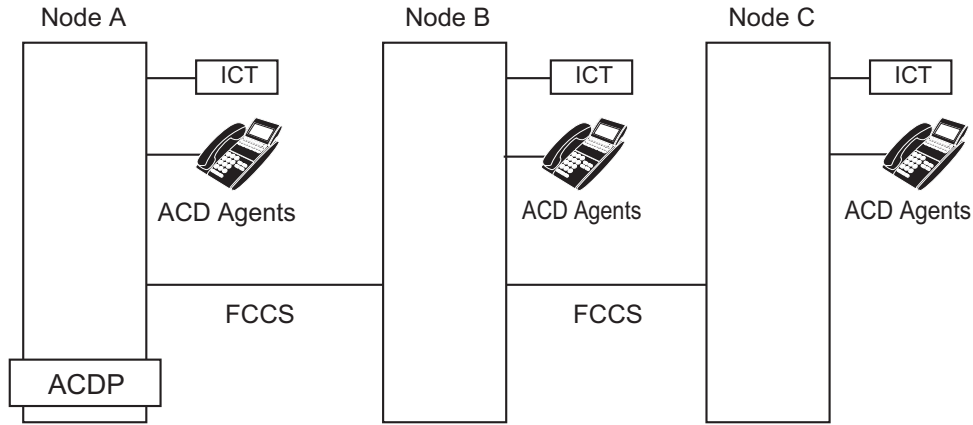 Node A
Node B
Node C
ICT
ICT
ICT
ACD Agents
ACD Agents
ACD Agents
FCCS
FCCS
ACDP